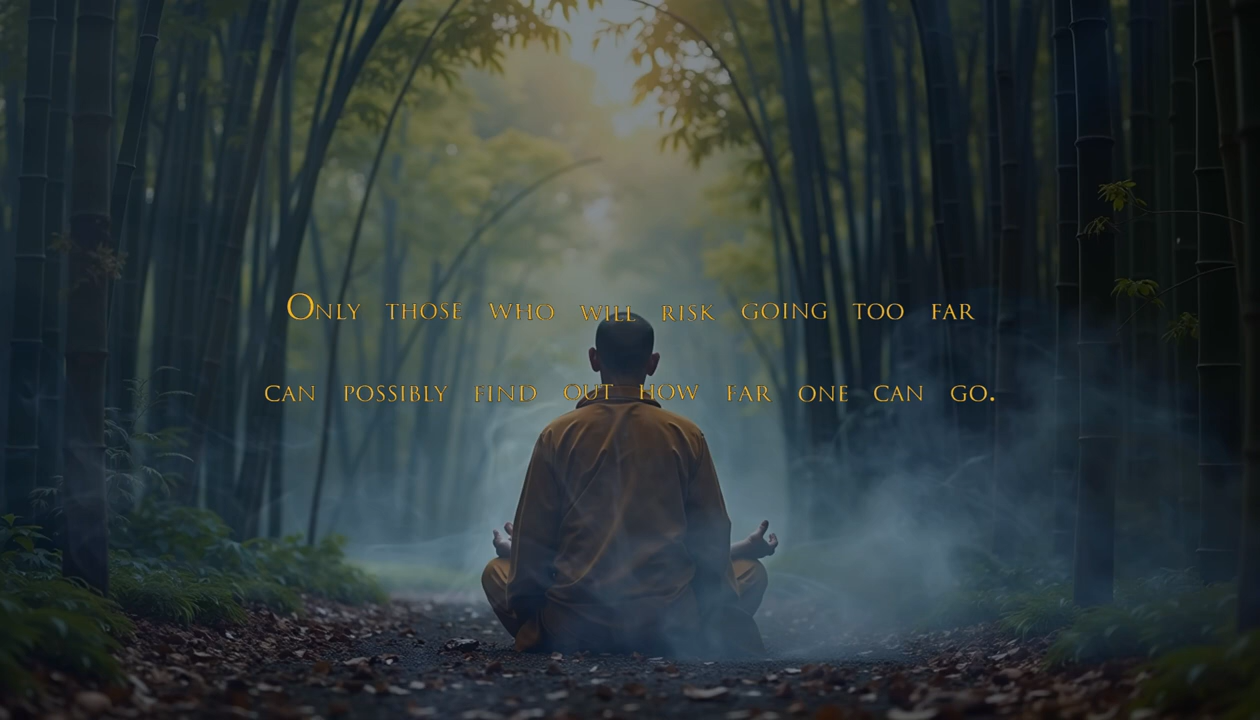 Only those who will risk going too far
can possibly find out how far one can go.